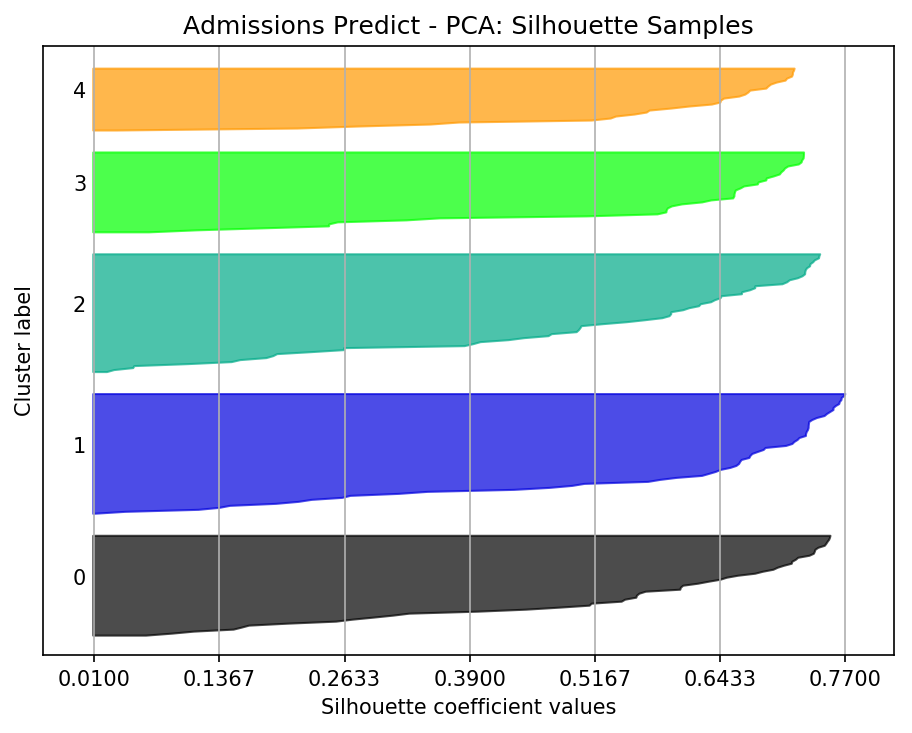 Admissions Predict - PCA: Silhouette Samples
4
3
2
1
0
Cluster label
0.0100 0.1367 0.2633 0.3900 0.5167 0.6433 0.7700
Silhouette coefficient values